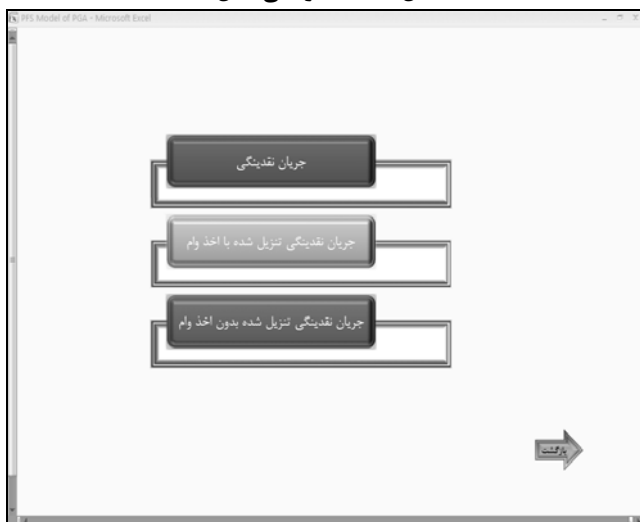 PFS Model of PGA - Microsoft Excel
جریان نقدینگی
جریان نقدینگی تنزیل شده با اخذ وام
جریان نقدینگی تنزیل شده بدون اخذ وام
بازگشت